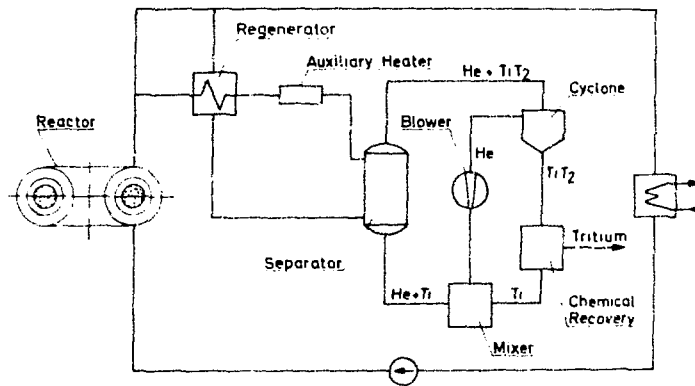 Regenerator
Auxiliary Heater
He + TiT2
Cyclone
Reactor
Blower
He
TiT2
Tritium
Separator
He+Ti
Ti
Chemical
Recovery
Mixer